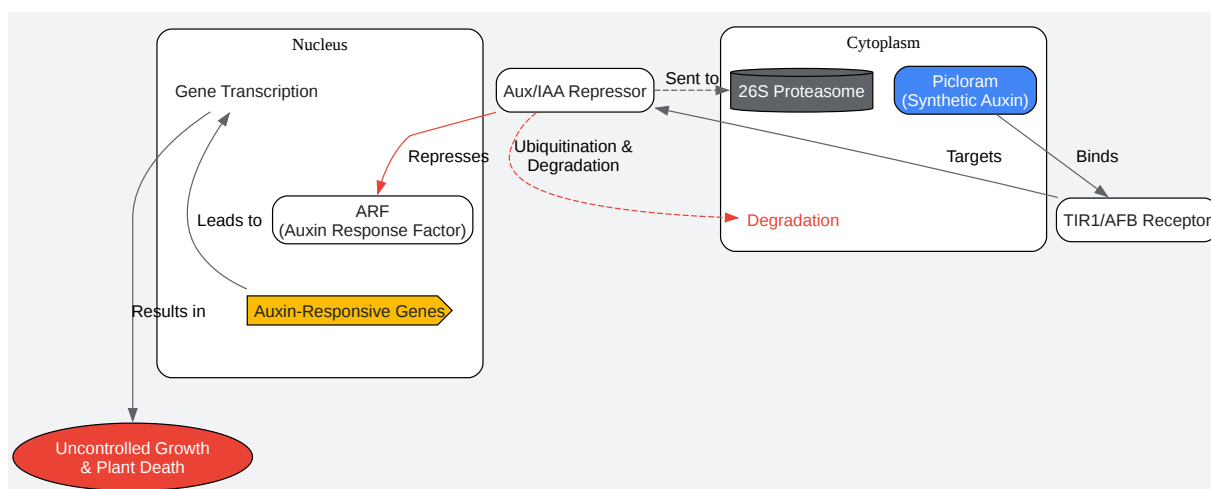 Nucleus
Cytoplasm
Gene Transcription
Aux/IAA Repressor
Sent to
26S Proteasome
Picloram
(Synthetic Auxin)
Represses
Ubiquitination &
Degradation
Targets
Binds
Leads to
ARF
(Auxin Response Factor)
Degradation
TIR1/AFB Receptor
Results in
Auxin-Responsive Genes
Uncontrolled Growth
& Plant Death